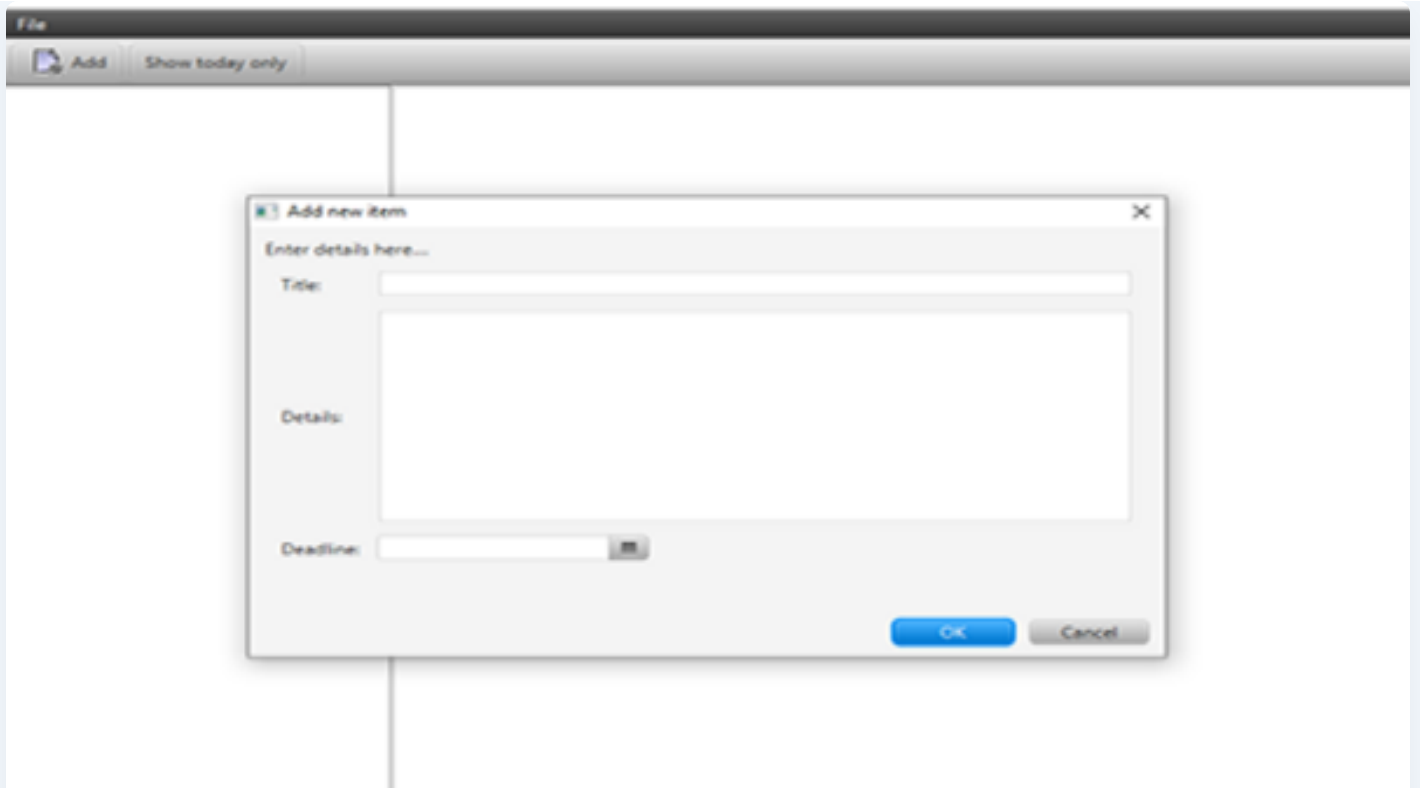 File
Add Show today only
Add new item
Enter details here...
Title:
Details:
Deadline:
OK Cancel